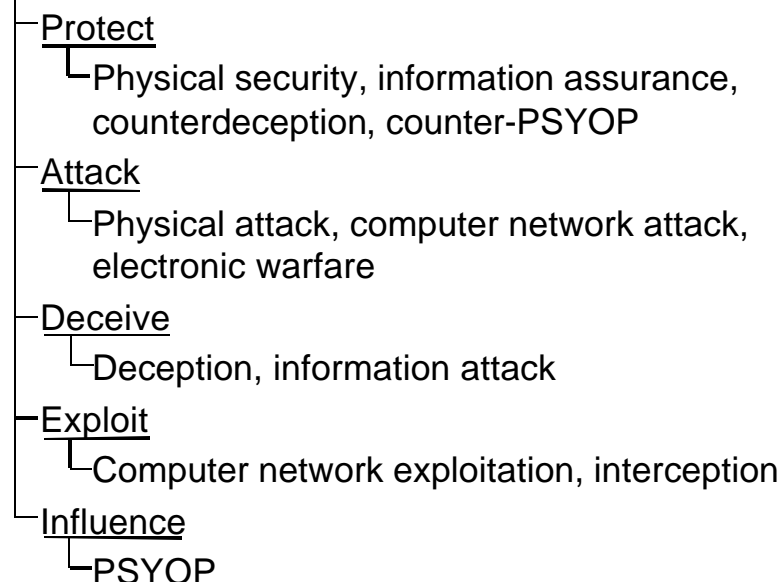 Protect
Physical security, information assurance,
counterdeception, counter-PSYOP
Attack
Physical attack, computer network attack,
electronic warfare
Deceive
Deception, information attack
Exploit
Computer network exploitation, interception
Influence
PSYOP